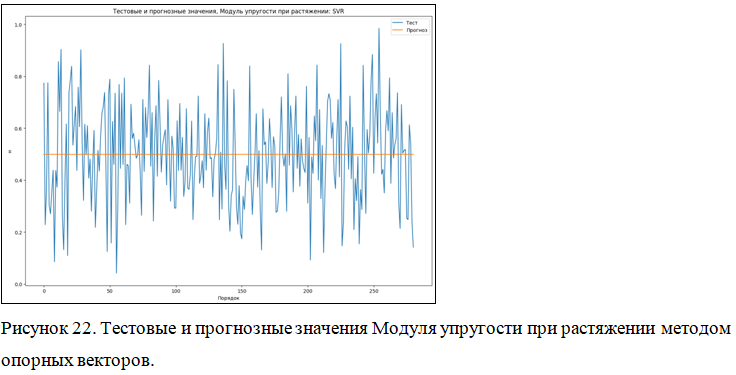 Тестовые и прогнозные значения, Модуль упругости при растяжении: SVR
Тест
Прогноз
1.0
0.8
0.6
0.4
0.2
0.0
0
50
100
150
200
250
Порядок
Рисунок 22. Тестовые и прогнозные значения Модуля упругости при растяжении методом
опорных векторов.